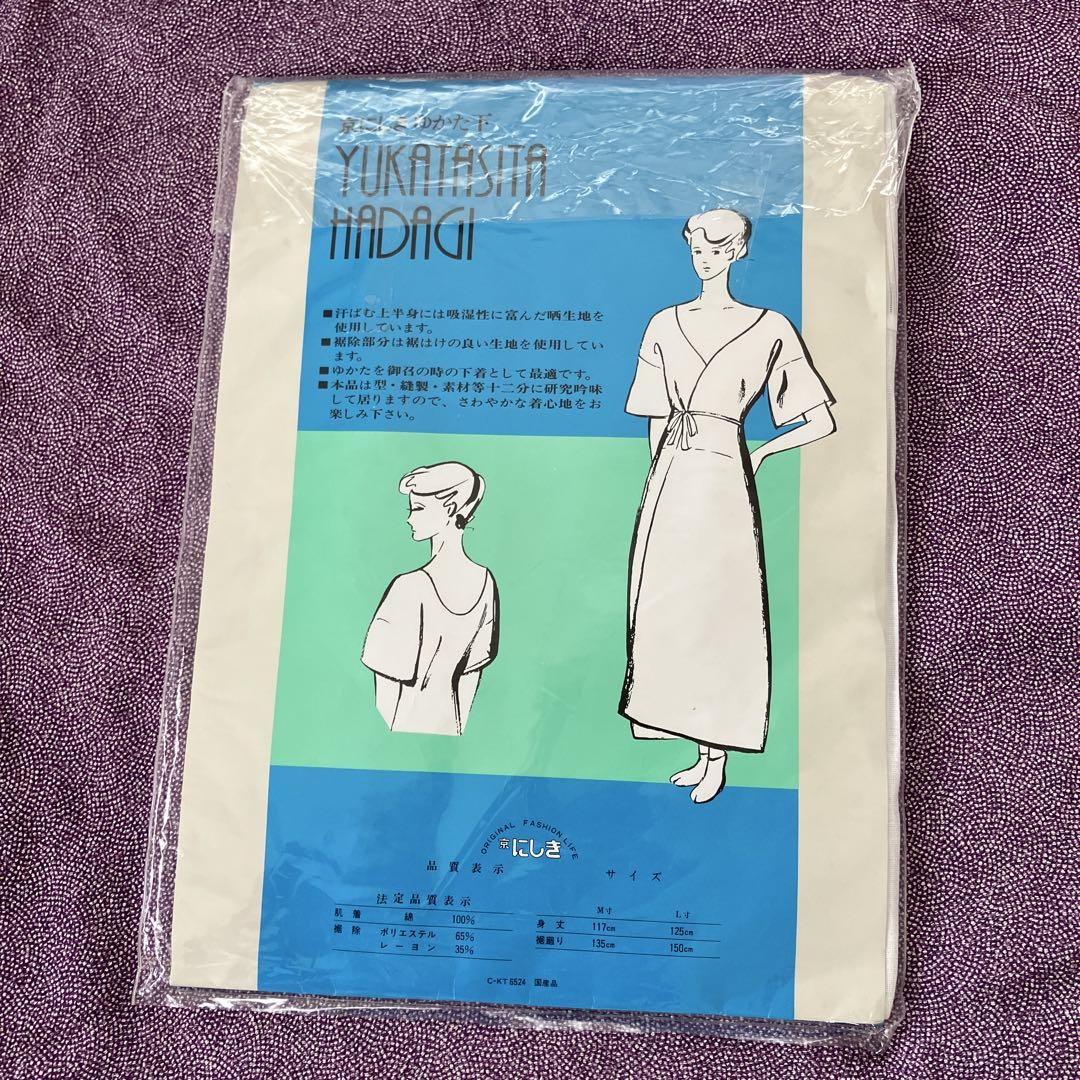 京にしきゆかた下
YUKATASITA
HADAGI
■汗ばむ上半身には吸湿性に富んだ晒生地を
使用しています。
■裾除部分は裾はけの良い生地を使用してい
ます。
■ゆかたを御召の時の下着として最適です。
■本品は型・縫製・素材等十二分に研究吟味
して居りますので、さわやかな着心地をお
楽しみ下さい。
ORIGINAL FASHION LIFE
京にしき
品質表示
サイズ
法定品質表示
肌着 綿 100%
裾除 ポリエステル 65%
レーヨン 35%
M寸 L寸
身丈 117cm 125cm
裾廻り 135cm 150cm
C-KT6524 国産品